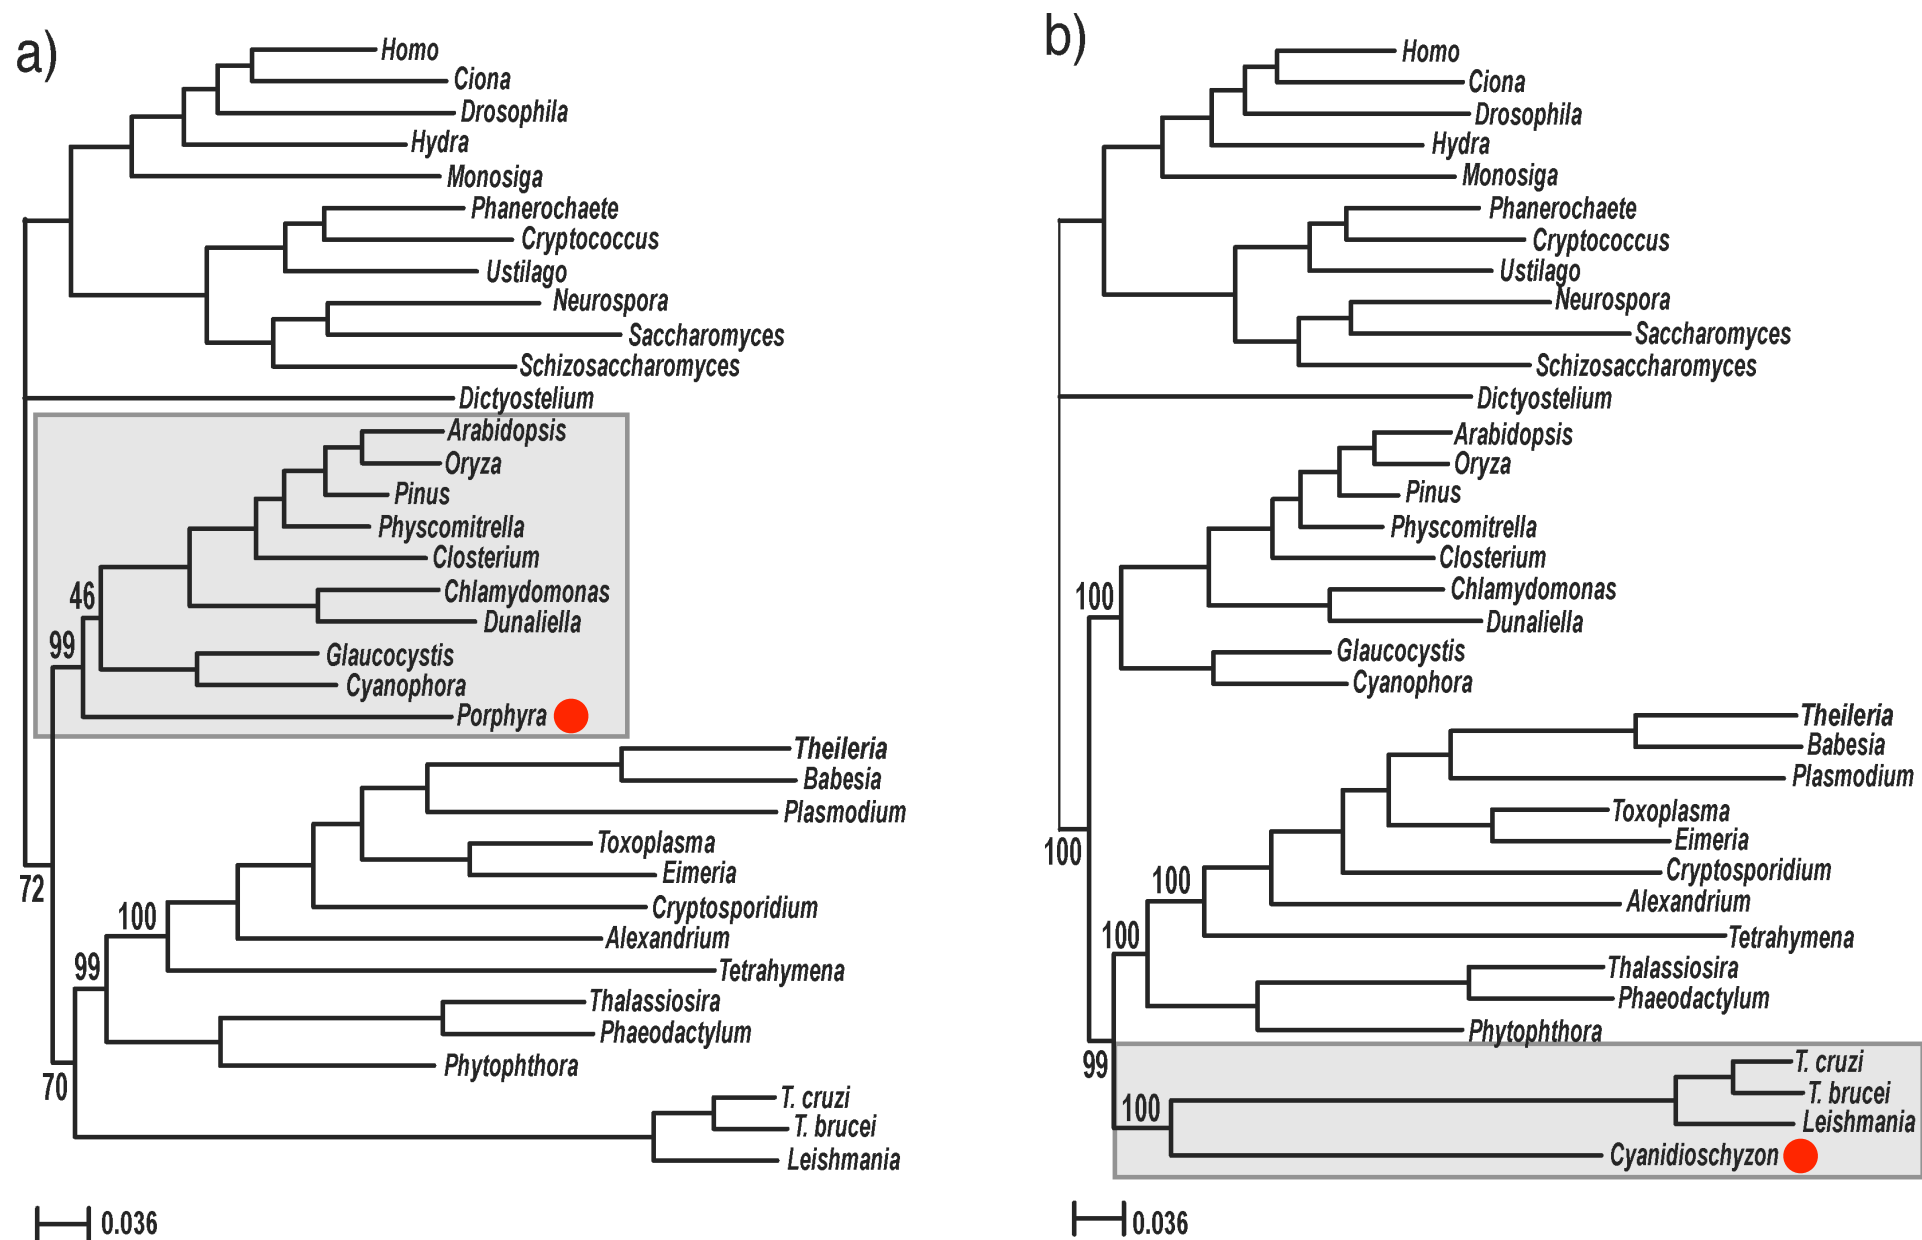 a)
Homo
Ciona
Drosophila
Hydra
Monosiga
Phanerochaete
Cryptococcus
Ustilago
Neurospora
Saccharomyces
Schizosaccharomyces
Dictyostelium
Arabidopsis
Oryza
Pinus
Physcomitrella
Closterium
46
Chlamydomonas
Dunaliella
99
Glaucocystis
Cyanophora
Porphyra
Theileria
Babesia
Plasmodium
Toxoplasma
Eimeria
72
Cryptosporidium
100
Alexandrium
99
Tetrahymena
Thalassiosira
Phaeodactylum
Phytophthora
70
T. cruzi
T. brucei
Leishmania
0.036
b)
Homo
Ciona
Drosophila
Hydra
Monosiga
Phanerochaete
Cryptococcus
Ustilago
Neurospora
Saccharomyces
Schizosaccharomyces
Dictyostelium
Arabidopsis
Oryza
Pinus
Physcomitrella
Closterium
100
Chlamydomonas
Dunaliella
Glaucocystis
Cyanophora
Theileria
Babesia
Plasmodium
Toxoplasma
Eimeria
100
Cryptosporidium
100
Alexandrium
100
Tetrahymena
Thalassiosira
Phaeodactylum
Phytophthora
99
T. cruzi
T. brucei
100
Leishmania
Cyanidioschyzon
0.036